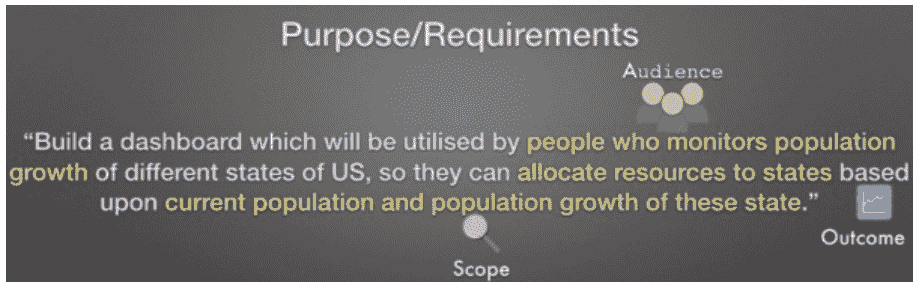 Purpose/Requirements
Audience
“Build a dashboard which will be utilised by people who monitors population
growth of different states of US, so they can allocate resources to states based
upon current population and population growth of these state.”
Outcome
Scope